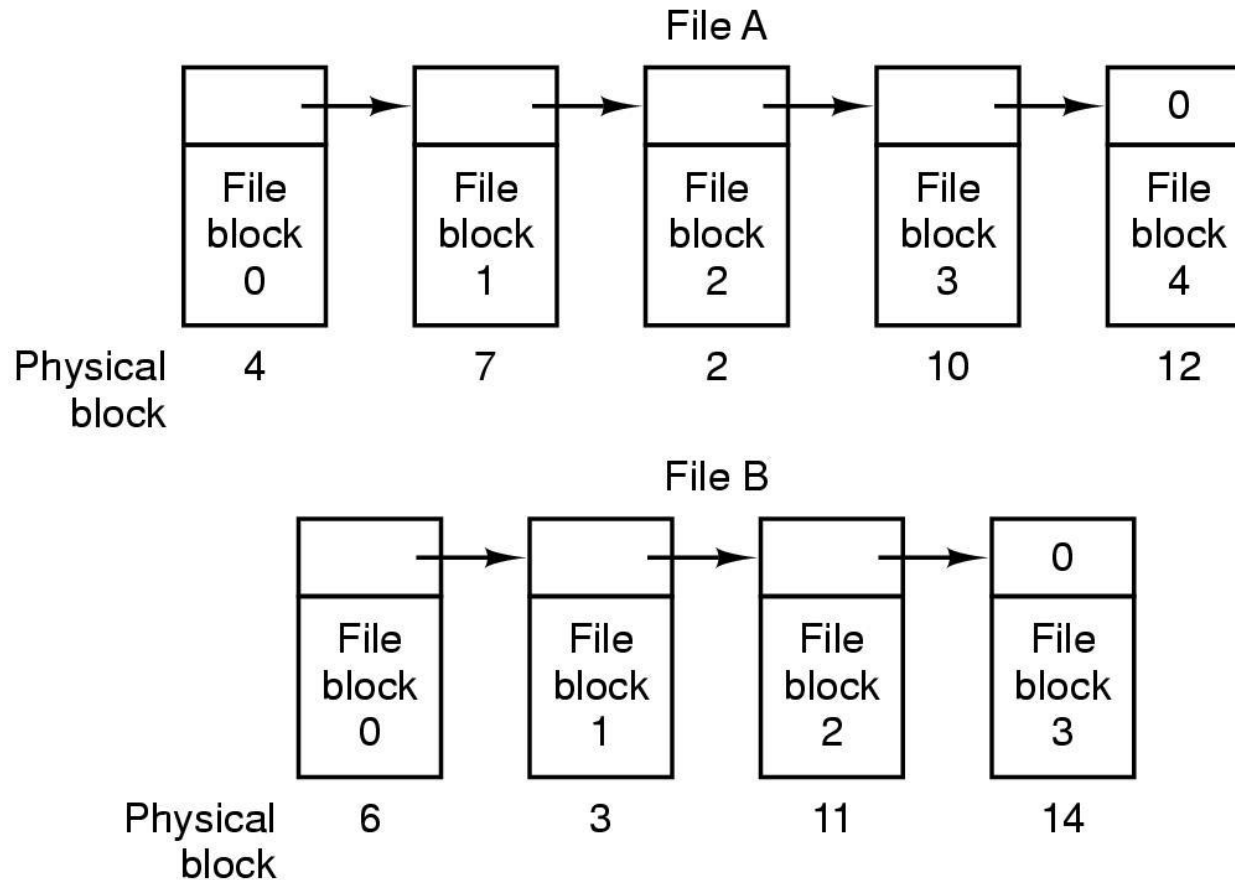 File A
0
File File File File File
block block block block block
0 1 2 3 4
Physical 4 7 2 10 12
block
File B
0
File File File File
block block block block
0 1 2 3
Physical 6 3 11 14
block